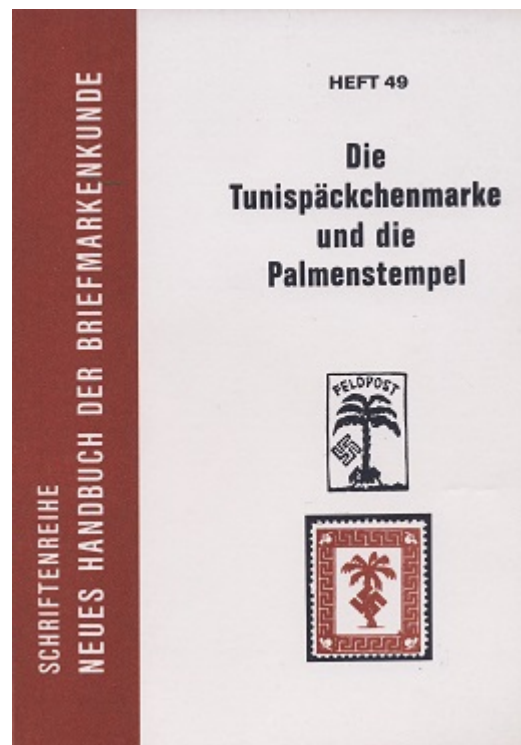 SCHRIFTENREIHE
NEUES HANDBUCH DER BRIEFMARKENKUNDE
HEFT 49
Die
Tunispäckchenmarke
und die
Palmenstempel
FELDPOST